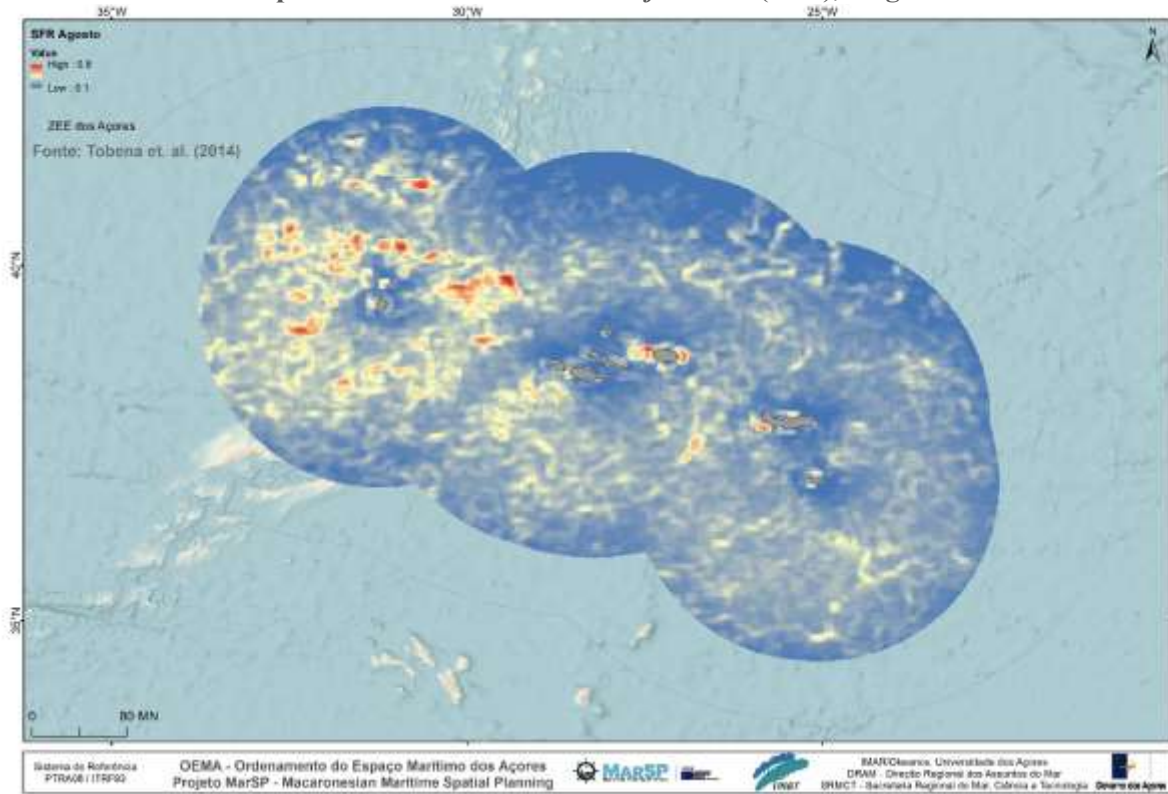 35°W 30°W 25°W
SFR Agosto
Value
High : 0.8
Low : 0.1
ZEE dos Açores
Fonte: Tobena et. al. (2014)
N
40°N
35°N
0 80 MN
Sistema de Referência
PTRA08 / ITRF93
OEMA - Ordenamento do Espaço Marítimo dos Açores
Projeto MarSP - Macaronesian Maritime Spatial Planning
MARSP
IMAR/Okeanos, Universidade dos Açores
DRAM - Direção Regional dos Assuntos do Mar
SRMCT - Secretaria Regional do Mar, Ciência e Tecnologia
Governo dos Açores